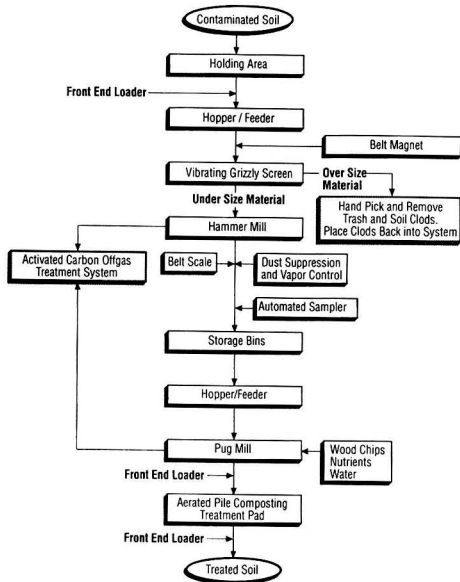 Contaminated Soil
Holding Area
Front End Loader
Hopper / Feeder
Belt Magnet
Vibrating Grizzly Screen
Over Size
Material
Under Size Material
Hand Pick and Remove
Trash and Soil Clods.
Place Clods Back into System
Hammer Mill
Activated Carbon Offgas
Treatment System
Belt Scale
Dust Suppression
and Vapor Control
Automated Sampler
Storage Bins
Hopper/Feeder
Pug Mill
Wood Chips
Nutrients
Water
Front End Loader
Aerated Pile Composting
Treatment Pad
Front End Loader
Treated Soil